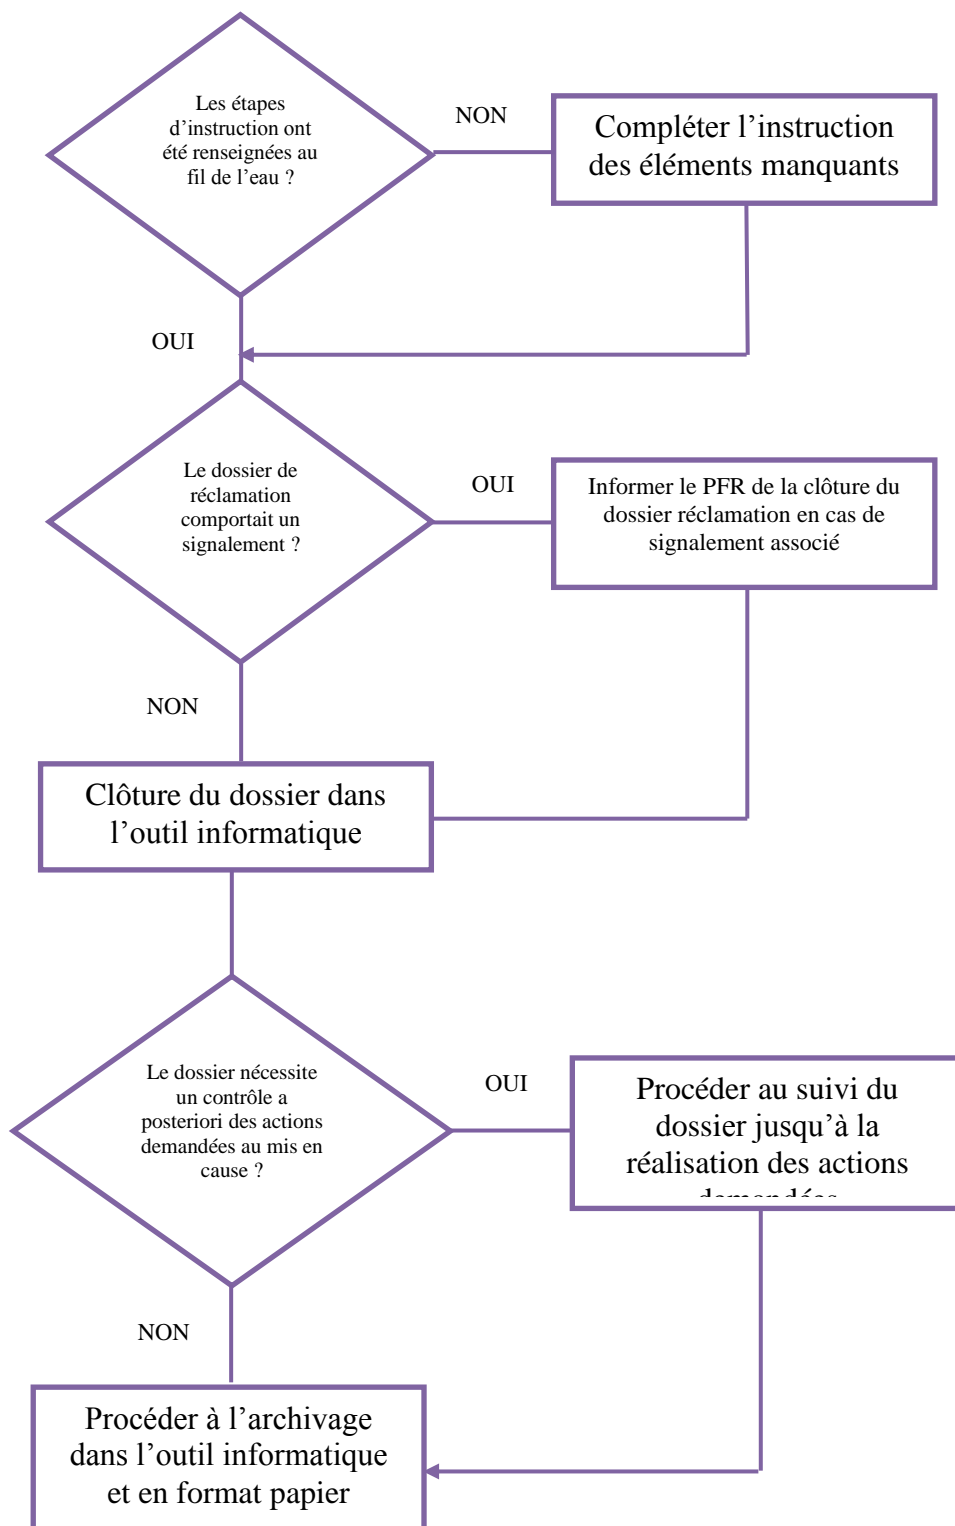 Les étapes
d’instruction ont
été renseignées au
fil de l’eau ?
NON
Compléter l’instruction
des éléments manquants
OUI
Le dossier de
réclamation
comportait un
signalement ?
OUI
Informer le PFR de la clôture du
dossier réclamation en cas de
signalement associé
NON
Clôture du dossier dans
l’outil informatique
Le dossier nécessite
un contrôle a
posteriori des actions
demandées au mis en
cause ?
OUI
Procéder au suivi du
dossier jusqu’à la
réalisation des actions
demandées
NON
Procéder à l’archivage
dans l’outil informatique
et en format papier